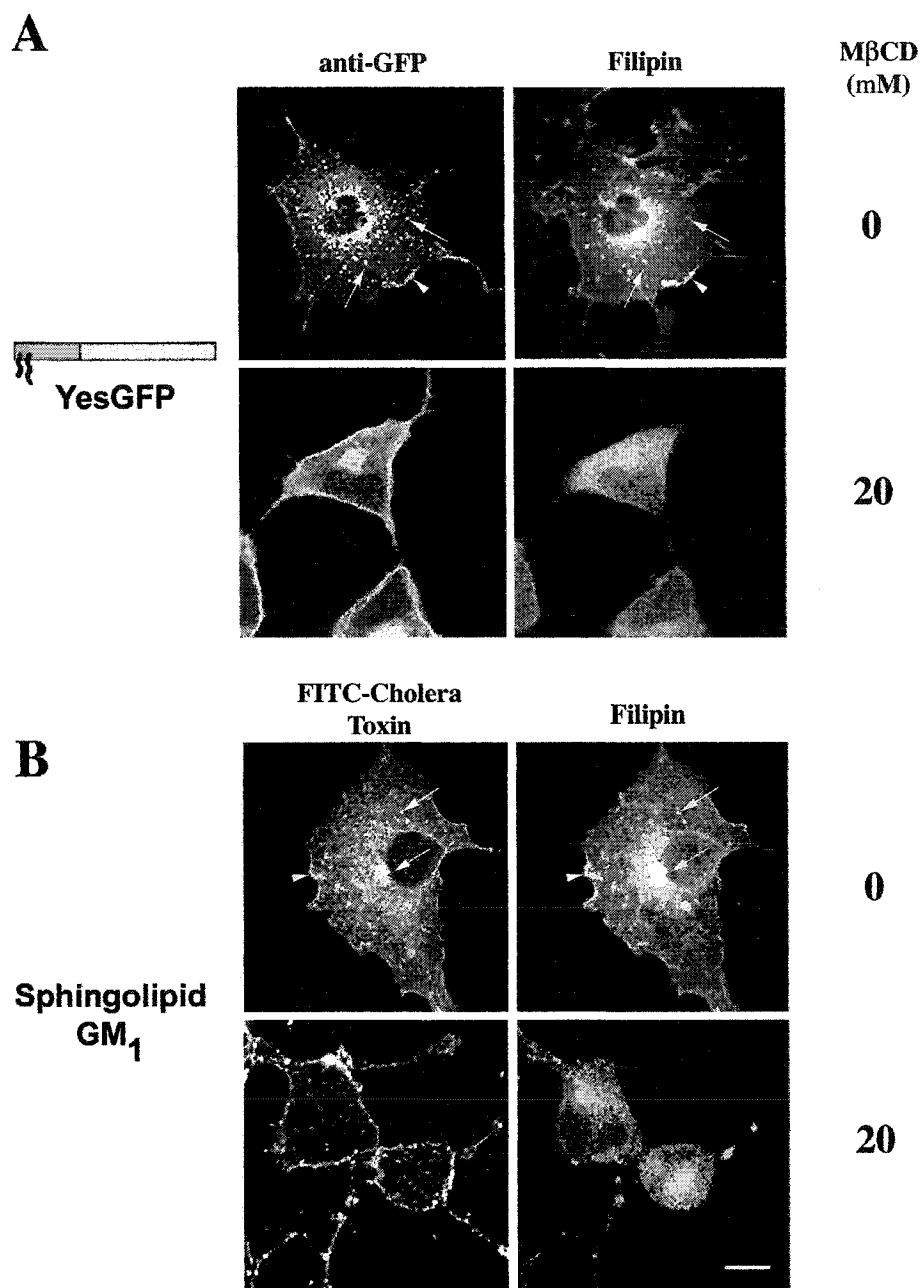 A
anti-GFP
Filipin
MβCD
(mM)
0
YesGFP
20
B
FITC-Cholera
Toxin
Filipin
0
Sphingolipid
GM1
20